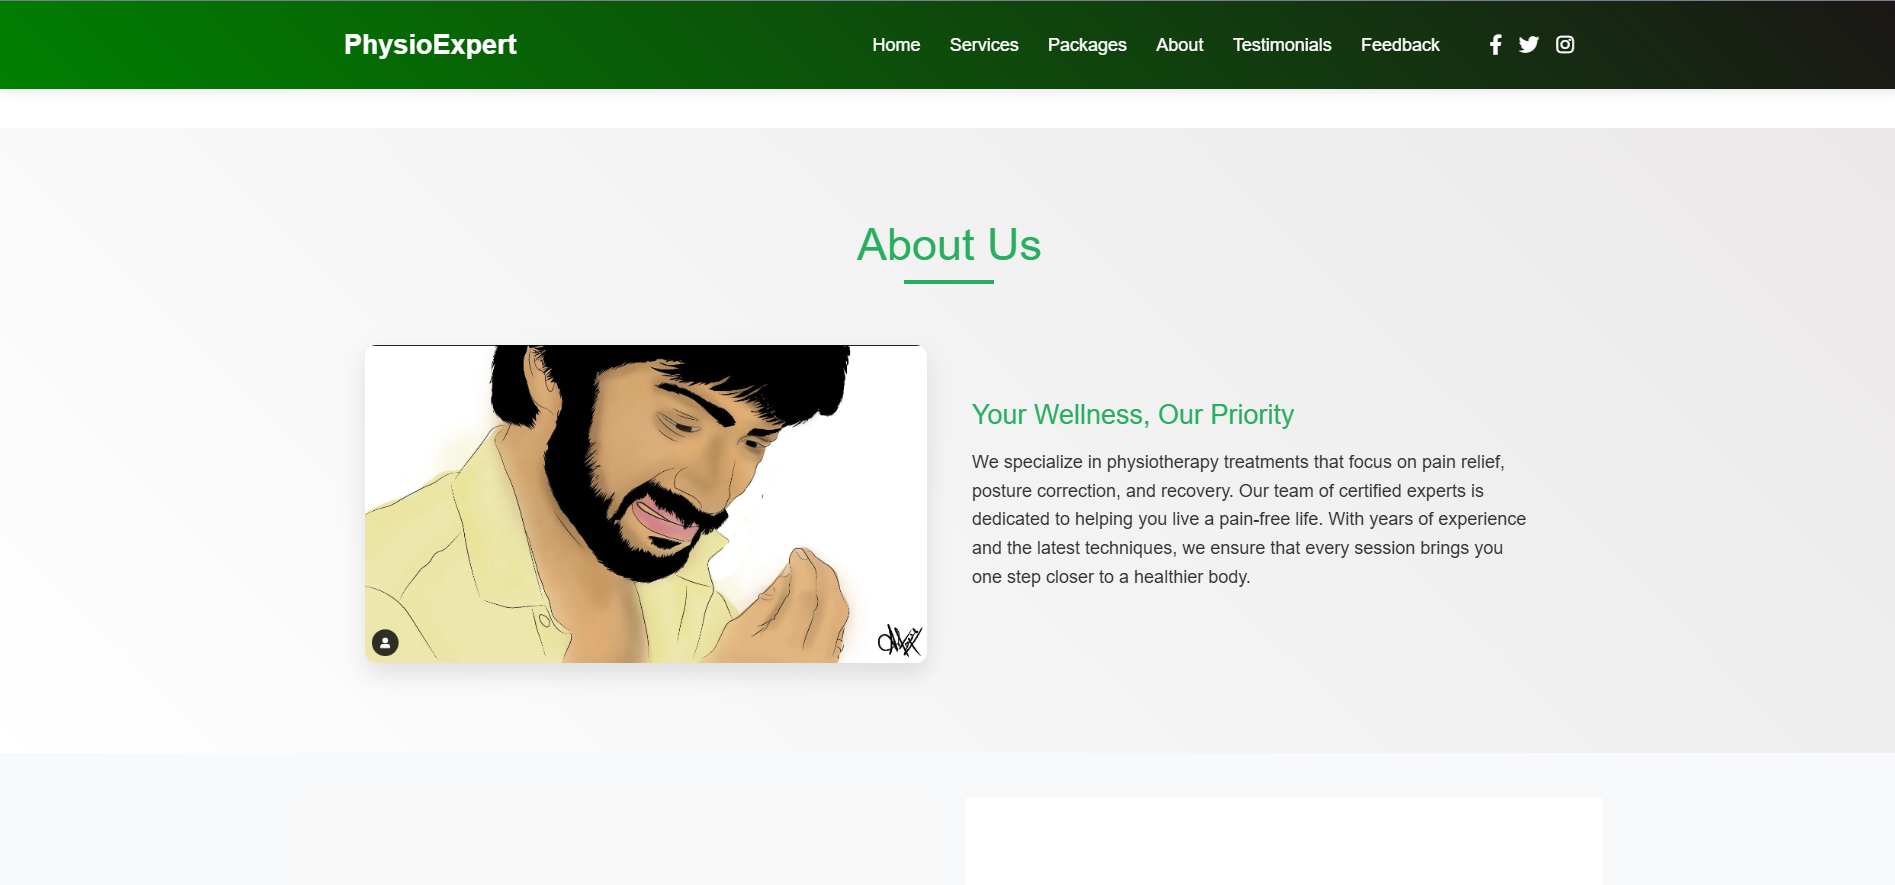 PhysioExpert
Home Services Packages About Testimonials Feedback
About Us
Your Wellness, Our Priority
We specialize in physiotherapy treatments that focus on pain relief,
posture correction, and recovery. Our team of certified experts is
dedicated to helping you live a pain-free life. With years of experience
and the latest techniques, we ensure that every session brings you
one step closer to a healthier body.